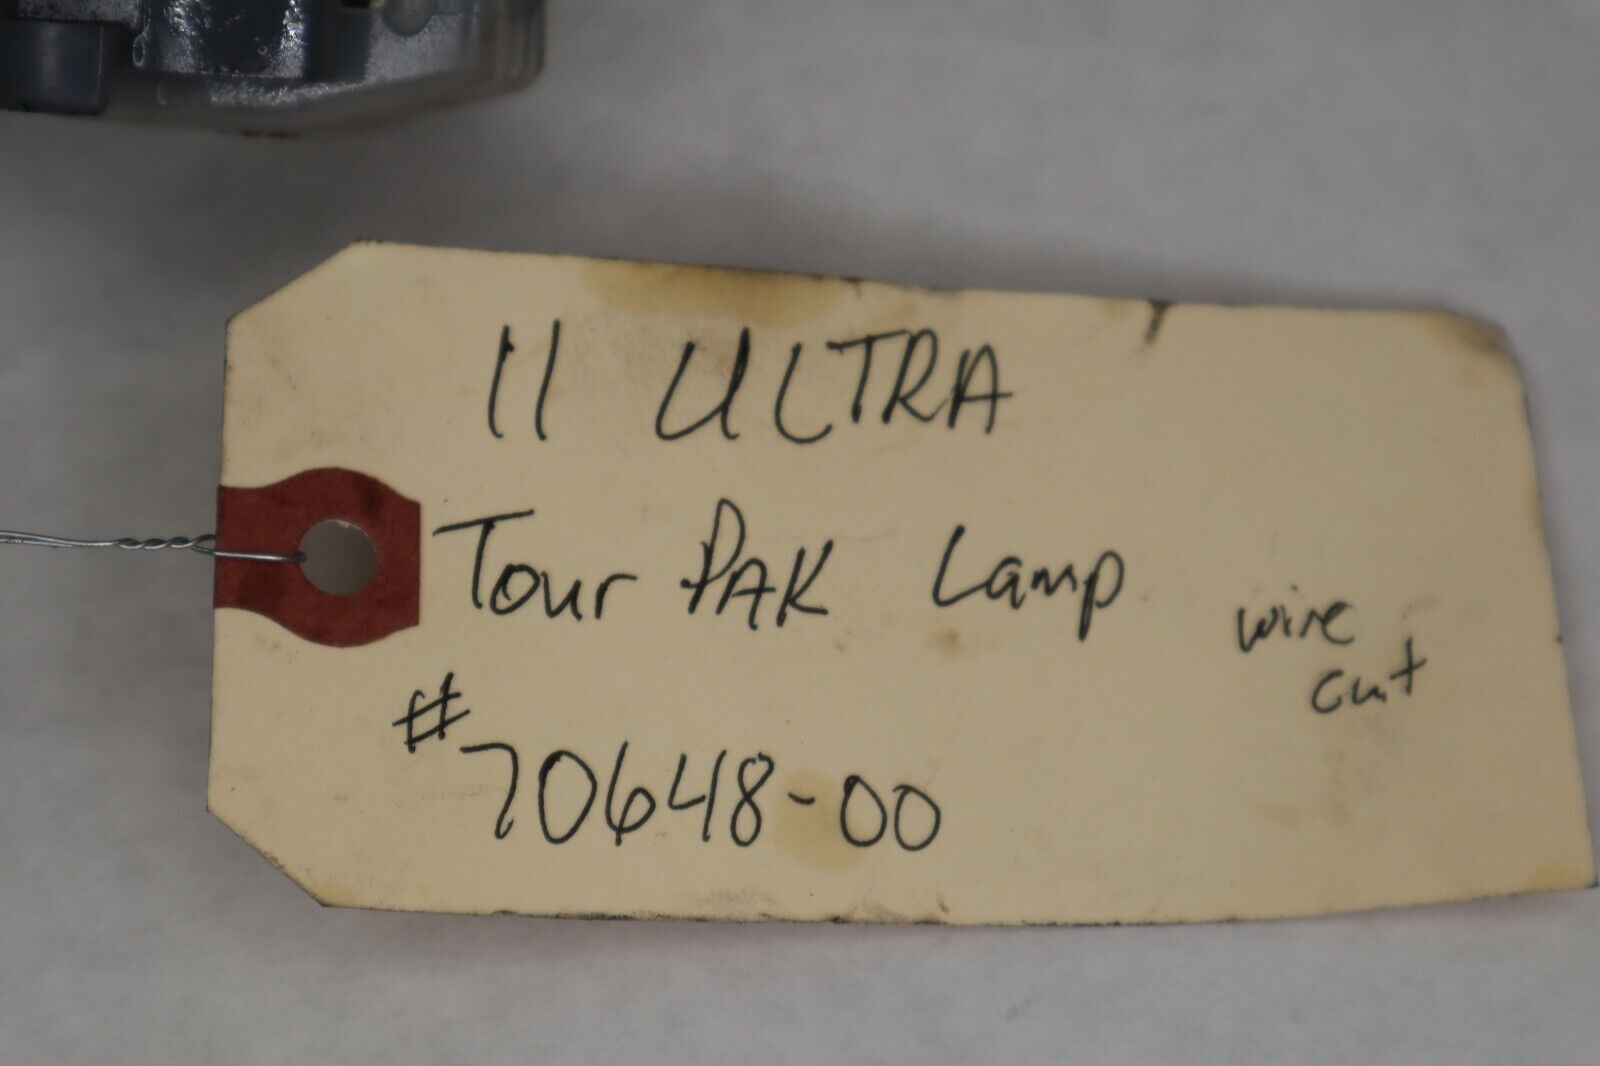 11 ULTRA
Tour PAK Lamp
wire
cut
#70648-00